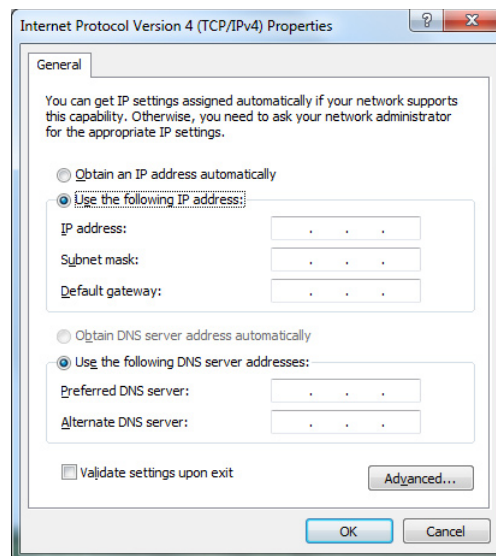 Internet Protocol Version 4 (TCP/IPv4) Properties
?
General
You can get IP settings assigned automatically if your network supports
this capability. Otherwise, you need to ask your network administrator
for the appropriate IP settings.
Obtain an IP address automatically
Use the following IP address:
IP address: . . .
Subnet mask: . . .
Default gateway: . . .
Obtain DNS server address automatically
Use the following DNS server addresses:
Preferred DNS server: . . .
Alternate DNS server: . . .
Validate settings upon exit
Advanced...
OK Cancel